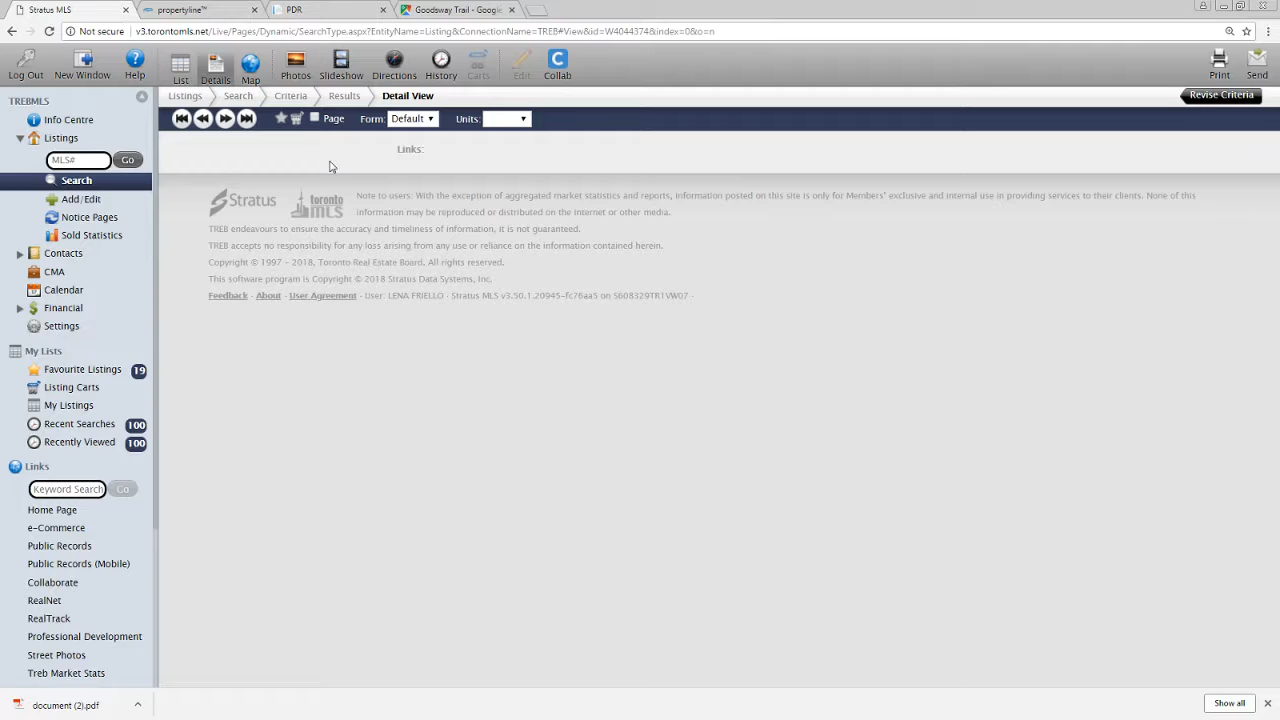 Stratus MLS
propertyline™
PDR
Goodsway Trail - Google
Not secure
v3.torontomls.net/Live/Pages/Dynamic/SearchType.aspx?EntityName=Listing&ConnectionName=TREB#View&id=W4044374&index=0&o=n
Log Out New Window Help List Details Map Photos Slideshow Directions History Carts Edit Collab Print Send
TREBMLS
Listings Search Criteria Results Detail View Revise Criteria
Info Centre
Page Form: Default Units:
Listings
MLS# Go
Links:
Search
Add/Edit
Notice Pages
Sold Statistics
Contacts
CMA
Calendar
Financial
Settings
My Lists
Favourite Listings 19
Listing Carts
My Listings
Recent Searches 100
Recently Viewed 100
Links
Keyword Search Go
Home Page
e-Commerce
Public Records
Public Records (Mobile)
Collaborate
RealNet
RealTrack
Professional Development
Street Photos
Treb Market Stats
Stratus
toronto
MLS
Note to users: With the exception of aggregated market statistics and reports, information posted on this site is only for Members' exclusive and internal use in providing services to their clients. None of this
information may be reproduced or distributed on the Internet or other media.
TREB endeavours to ensure the accuracy and timeliness of information, it is not guaranteed.
TREB accepts no responsibility for any loss arising from any use or reliance on the information contained herein.
Copyright © 1997 - 2018, Toronto Real Estate Board. All rights reserved.
This software program is Copyright © 2018 Stratus Data Systems, Inc.
Feedback · About · User Agreement · User: LENA FRIELLO · Stratus MLS v3.50.1.20945-fc76aa5 on S608329TR1VW07 -
document (2).pdf
Show all